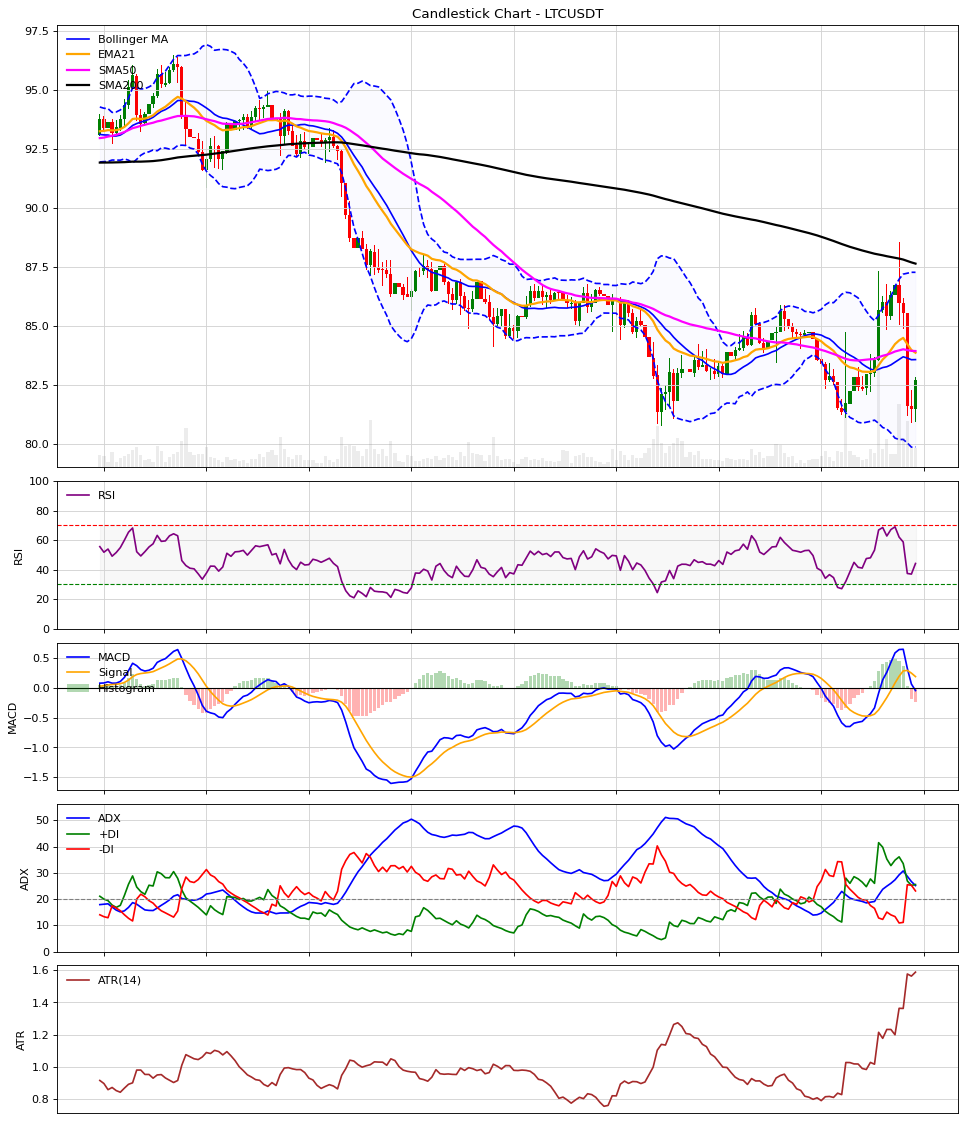 Candlestick Chart - LTCUSDT
97.5
95.0
92.5
90.0
87.5
85.0
82.5
80.0
Bollinger MA
EMA21
SMA50
SMA200
RSI
100
80
60
40
20
0
RSI
MACD
0.5
0.0
−0.5
−1.0
−1.5
MACD
Signal
Histogram
ADX
50
40
30
20
10
0
ADX
+DI
-DI
ATR
1.6
1.4
1.2
1.0
0.8
ATR(14)